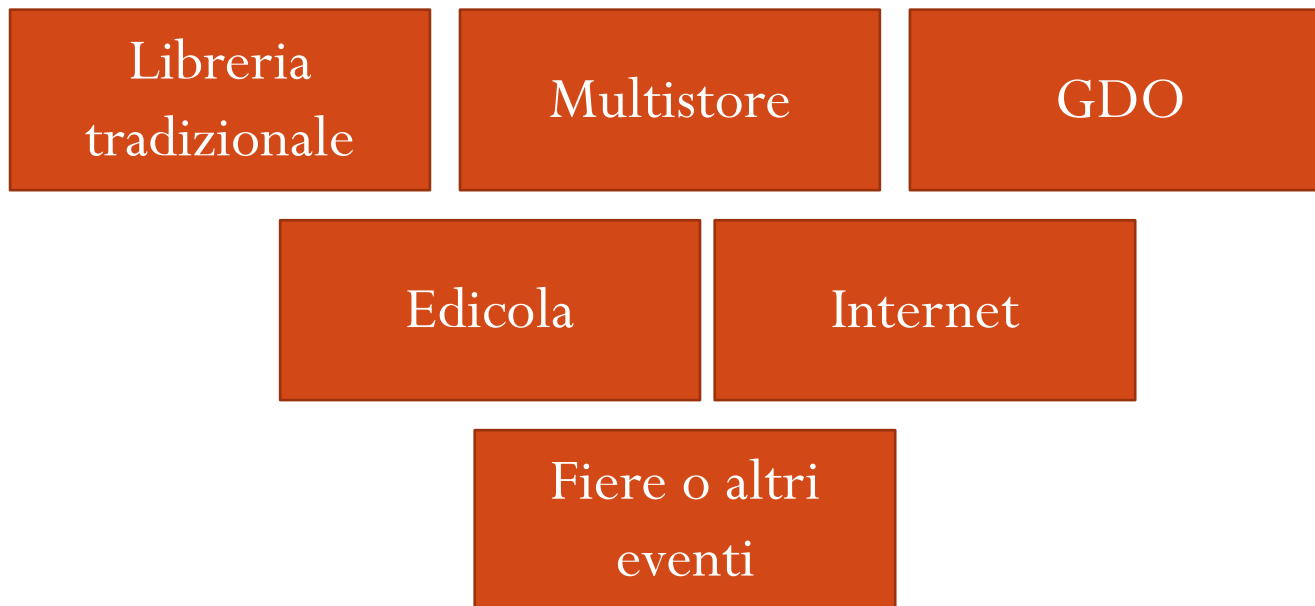 Libreria
tradizionale
Multistore
GDO
Edicola
Internet
Fiere o altri
eventi